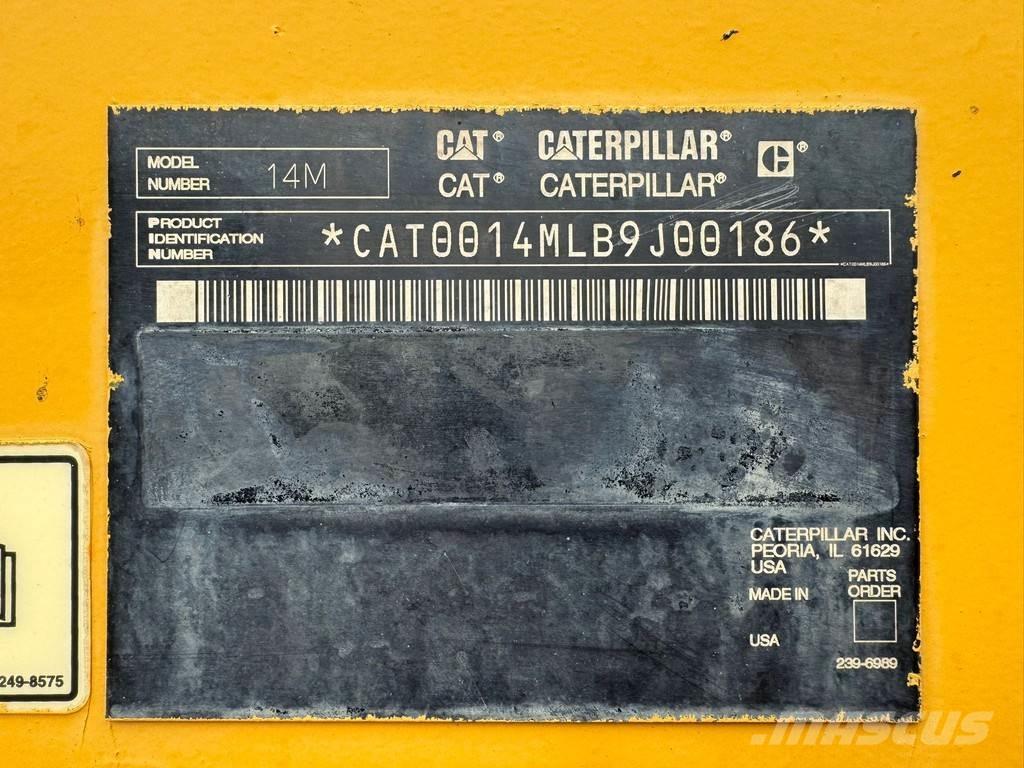 MODEL
NUMBER 14M
CAT® CATERPILLAR® C®
CAT® CATERPILLAR®
PRODUCT
IDENTIFICATION
NUMBER
*CAT0014MLB9J00186*
*CAT0014MLB9J00186*
CATERPILLAR INC.
PEORIA, IL 61629
USA
PARTS
MADE IN ORDER
USA
239-6989
249-8575
MASCUS